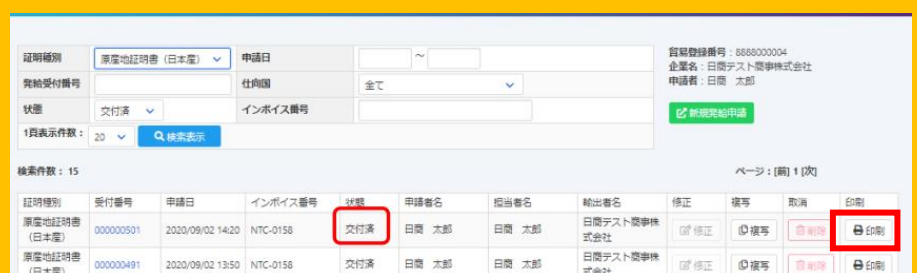 証明種別 原産地証明書（日本産） 申請日 ～ 貿易登録番号：8888000004
企業名：日商テスト商事株式会社
発給受付番号 仕向国 全て 申請者：日商 太郎
状態 交付済 インボイス番号 新規発給申請
1頁表示件数： 20 検索表示
検索件数： 15 ページ：[前] 1 [次]
証明種別 受付番号 申請日 インボイス番号 状態 申請者名 担当者名 輸出者名 修正 複写 取消 印刷
原産地証明書（日本産） 000000501 2020/09/02 14:20 NTC-0158 交付済 日商 太郎 日商 太郎 日商テスト商事株式会社 修正 複写 削除 印刷
原産地証明書（日本産） 000000491 2020/09/02 13:50 NTC-0158 交付済 日商 太郎 日商 太郎 日商テスト商事株式会社 修正 複写 削除 印刷